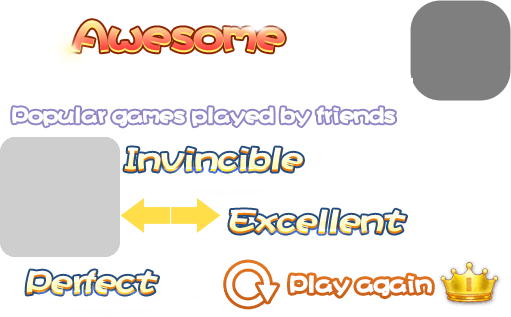 Awesome
Popular games played by friends
Invincible
Excellent
Perfect
Play again